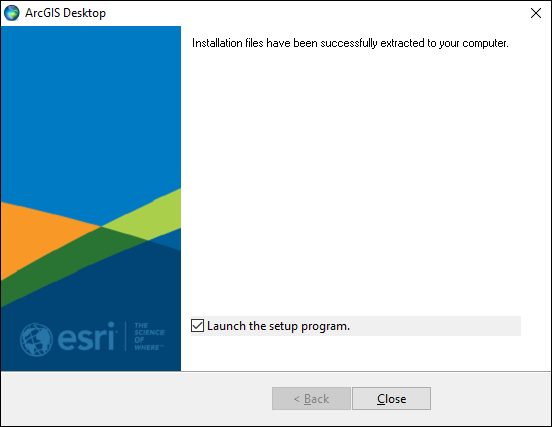 ArcGIS Desktop
Installation files have been successfully extracted to your computer.
esri
THE
SCIENCE
OF
WHERE™
Launch the setup program.
< Back
Close